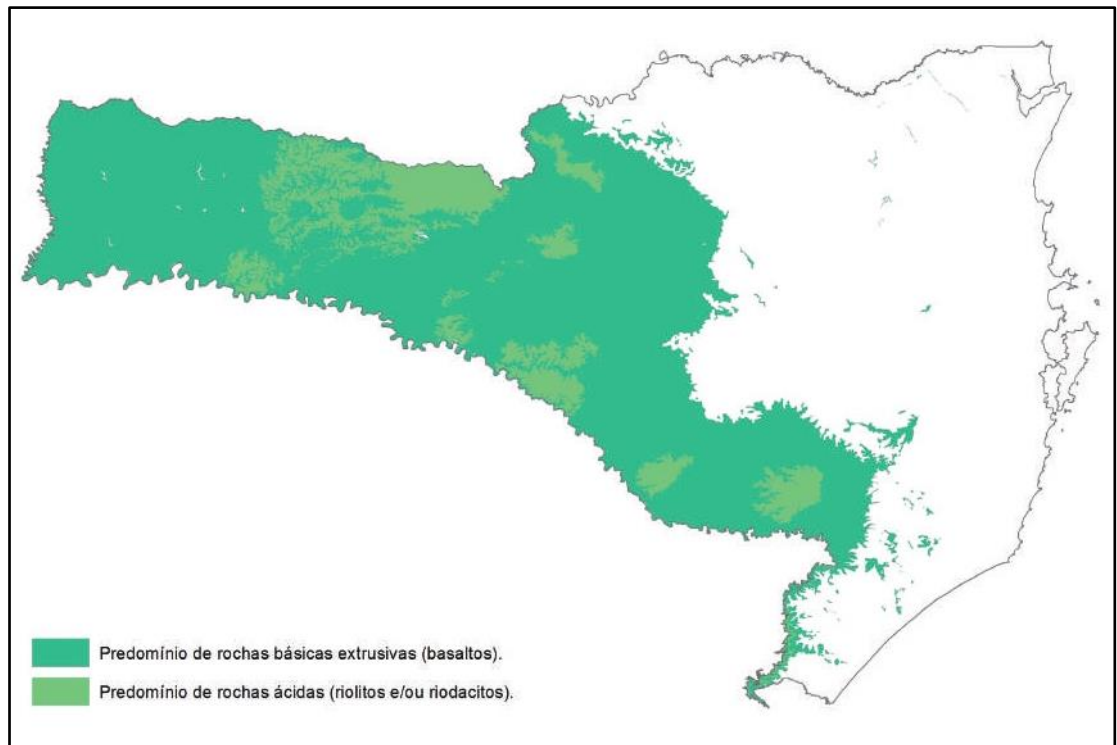 Predomínio de rochas básicas extrusivas (basaltos).
Predomínio de rochas ácidas (riolitos e/ou riodacitos).